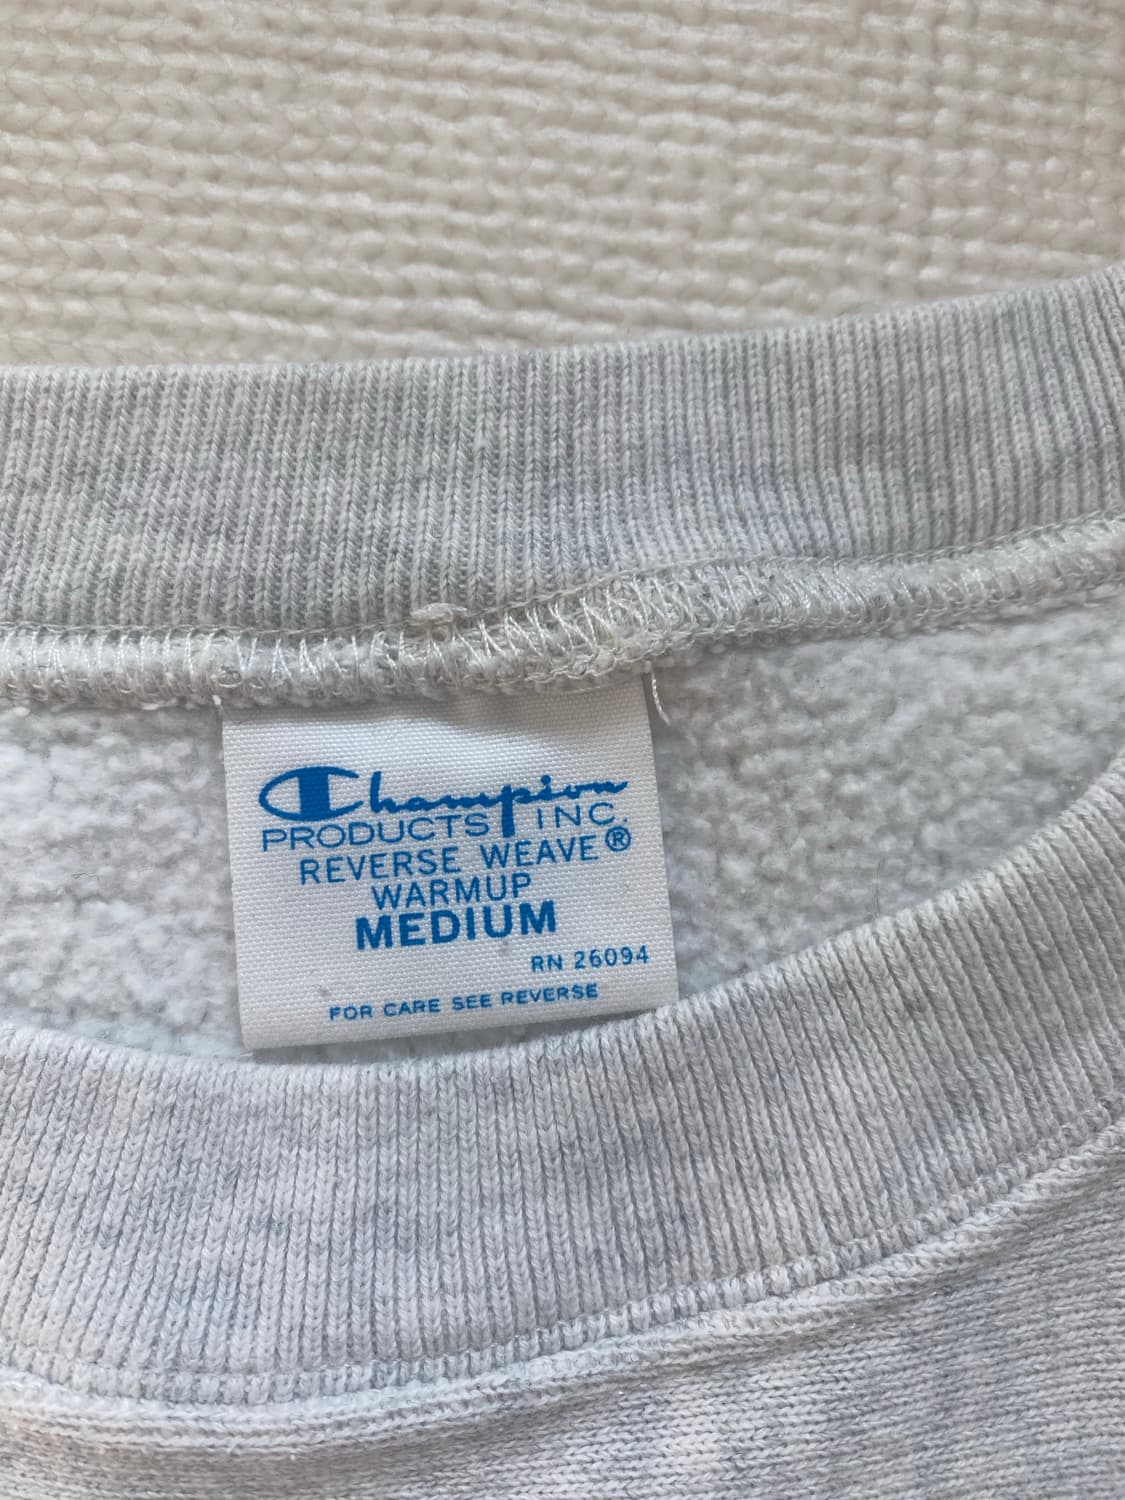 Champion
PRODUCTS INC.
REVERSE WEAVE®
WARMUP
MEDIUM
RN 26094
FOR CARE SEE REVERSE